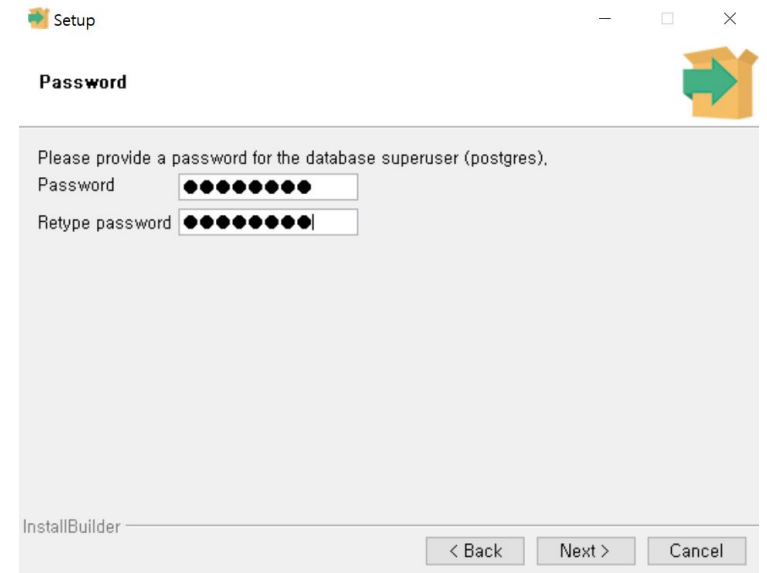 Setup
Password
Please provide a password for the database superuser (postgres).
Password ●●●●●●●●
Retype password ●●●●●●●●
InstallBuilder
< Back Next > Cancel